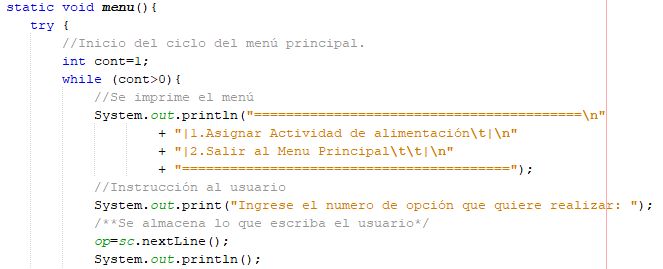 static void menu(){
try {
//Inicio del ciclo del menú principal.
int cont=1;
while (cont>0){
//Se imprime el menú
System.out.println("=========================================\n"
+ "|1.Asignar Actividad de alimentación\t|\n"
+ "|2.Salir al Menu Principal\t\t|\n"
+ "=========================================");
//Instrucción al usuario
System.out.print("Ingrese el numero de opción que quiere realizar: ");
/**Se almacena lo que escriba el usuario*/
op=sc.nextLine();
System.out.println();